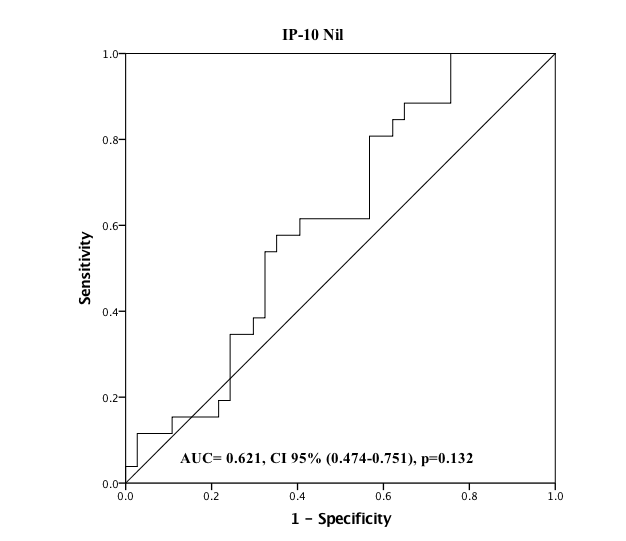 IP-10 Nil
1.0
0.8
0.6
0.4
0.2
0.0
Sensitivity
AUC= 0.621, CI 95% (0.474-0.751), p=0.132
0.0 0.2 0.4 0.6 0.8 1.0
1 - Specificity